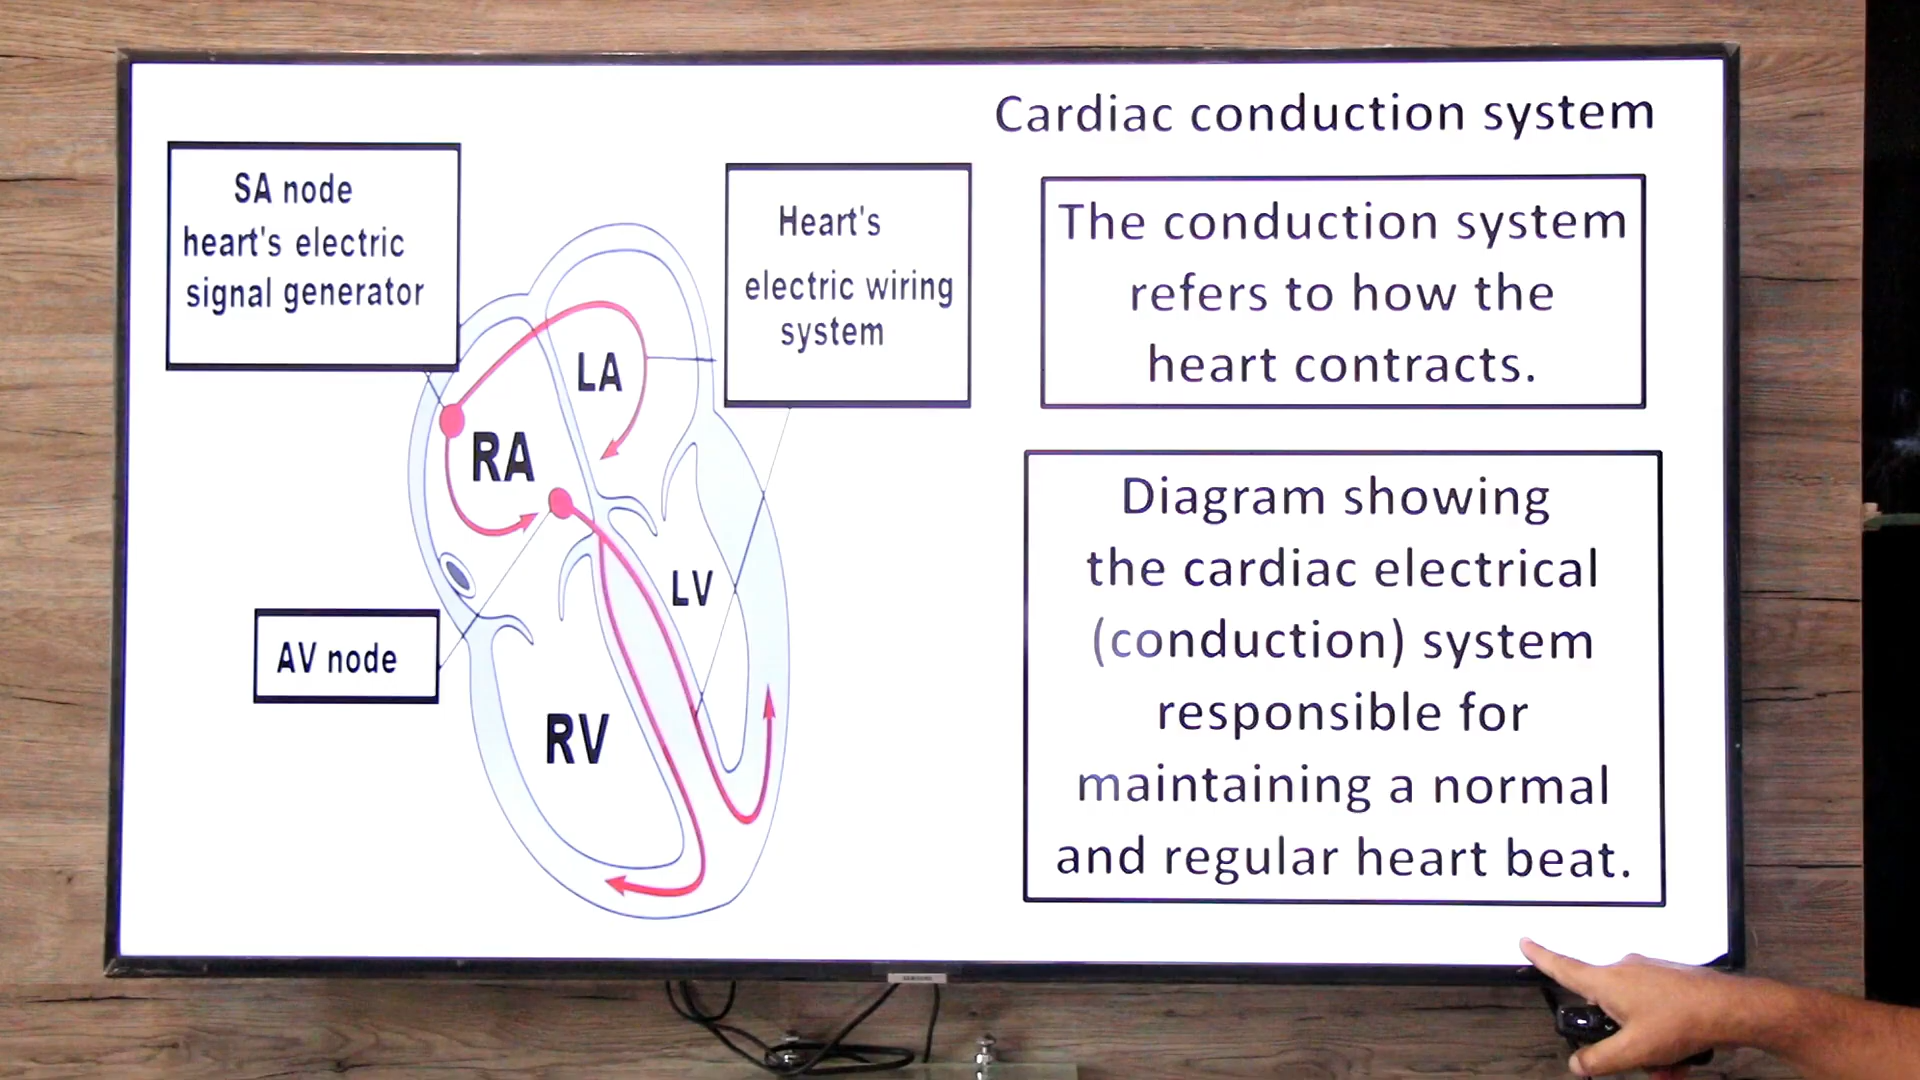 Cardiac conduction system
SA node
heart's electric
signal generator
Heart's
electric wiring
system
The conduction system
refers to how the
heart contracts.
LA
RA
LV
AV node
RV
Diagram showing
the cardiac electrical
(conduction) system
responsible for
maintaining a normal
and regular heart beat.
SAMSUNG